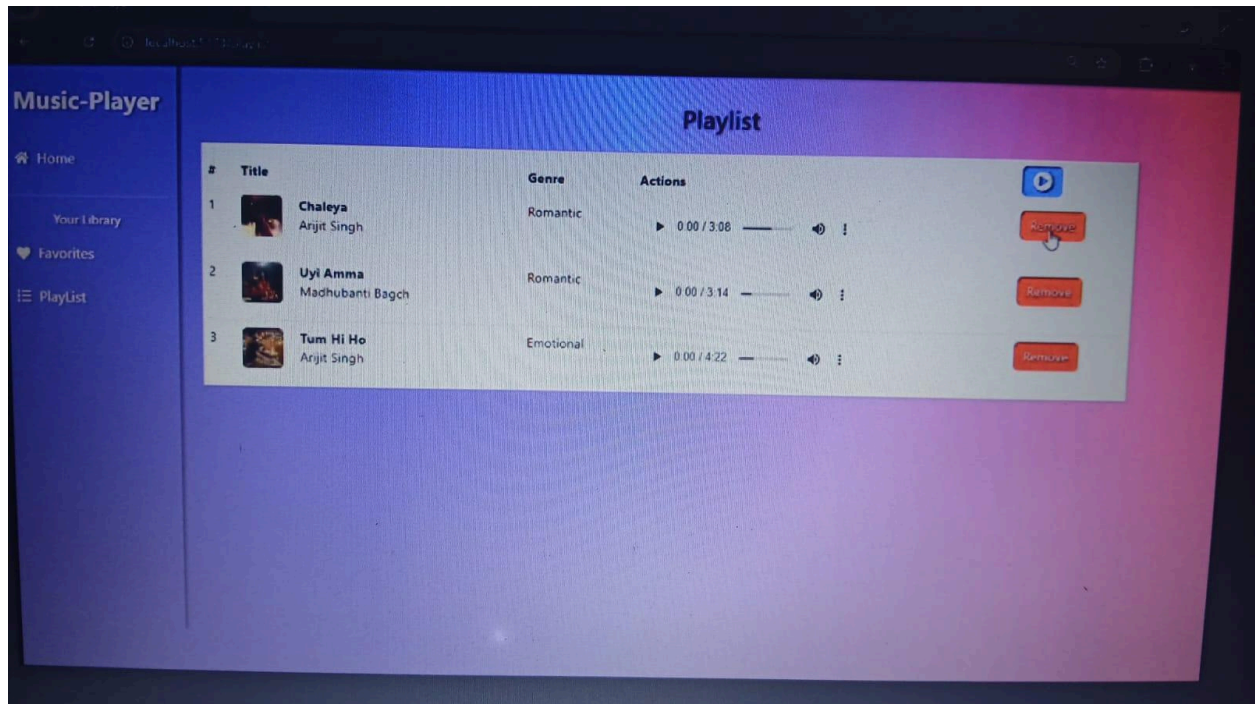 localhost
Music-Player
Home
Your Library
Favorites
PlayList
Playlist
# Title Genre Actions
1 Chaleya Romantic 0:00 / 3:08 Remove
Arijit Singh
2 Uyi Amma Romantic 0:00 / 3:14 Remove
Madhubanti Bagch
3 Tum Hi Ho Emotional 0:00 / 4:22 Remove
Arijit Singh